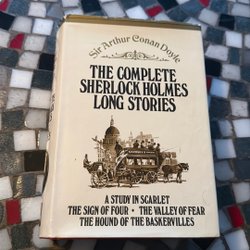 Sir Arthur Conan Doyle
THE COMPLETE
SHERLOCK HOLMES
LONG STORIES
A STUDY IN SCARLET
THE SIGN OF FOUR • THE VALLEY OF FEAR
THE HOUND OF THE BASKERVILLES